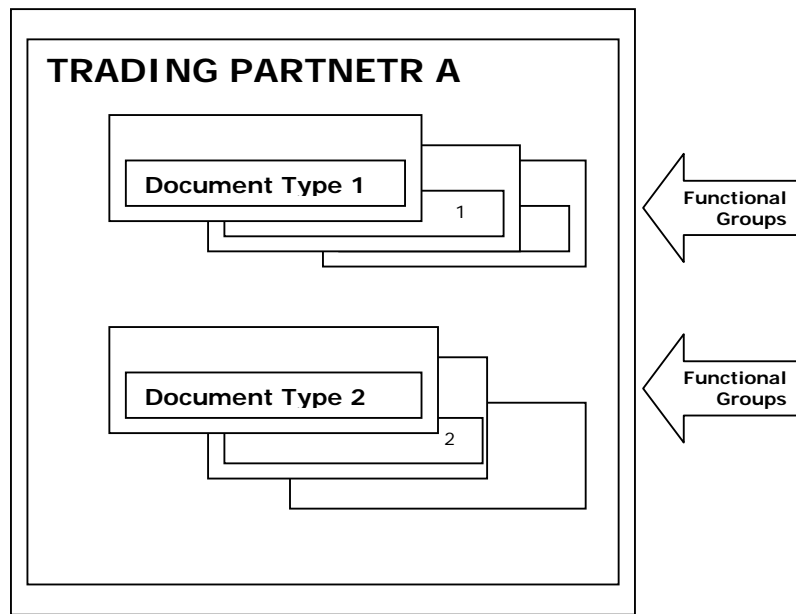 TRADING PARTNETR A
Document Type 1
1
Functional
Groups
Document Type 2
2
Functional
Groups